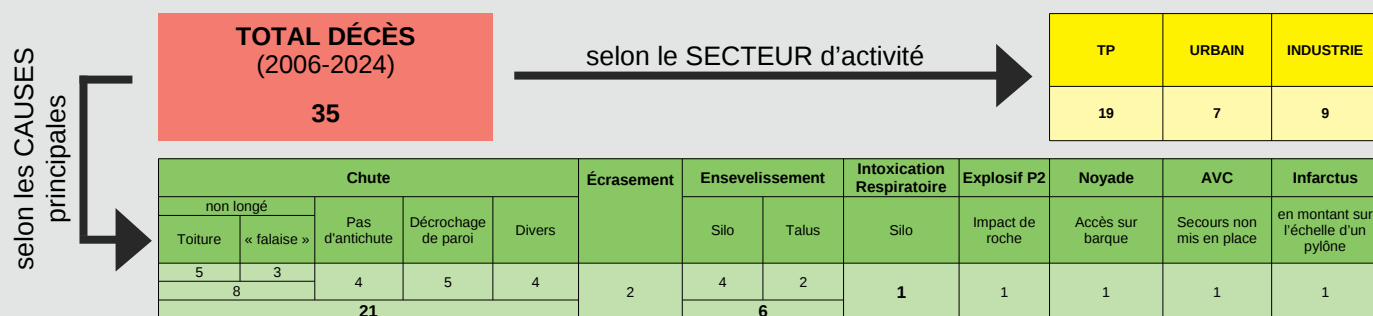 selon les CAUSES
principales
TOTAL DÉCÈS
(2006-2024)
35
selon le SECTEUR d'activité
TP URBAIN INDUSTRIE
19 7 9
Chute Écrasement Ensevelissement Intoxication Respiratoire Explosif P2 Noyade AVC Infarctus
non longé
Toiture « falaise » Pas d'antichute Décrochage de paroi Divers Silo Talus Silo Impact de roche Accès sur barque Secours non mis en place en montant sur l'échelle d'un pylône
5 3
8 4 5 4 2 4 2 1 1 1 1 1
21 6